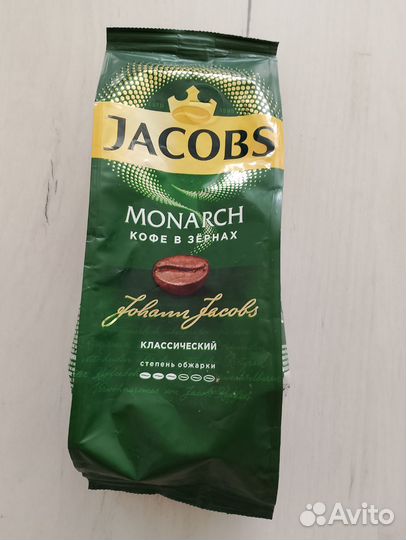 JACOBS
MONARCH
КОФЕ В ЗЁРНАХ
Johann Jacobs
КЛАССИЧЕСКИЙ
степень обжарки
Avito